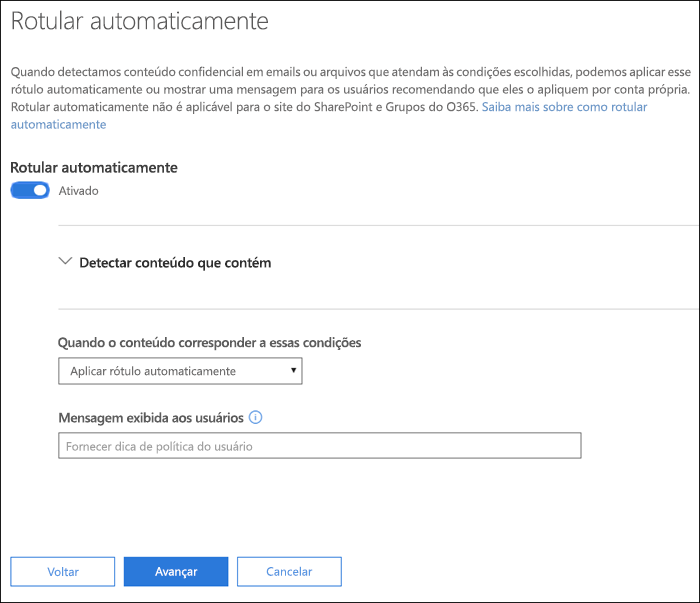 Rotular automaticamente
Quando detectamos conteúdo confidencial em emails ou arquivos que atendam às condições escolhidas, podemos aplicar esse
rótulo automaticamente ou mostrar uma mensagem para os usuários recomendando que eles o apliquem por conta própria.
Rotular automaticamente não é aplicável para o site do SharePoint e Grupos do O365. Saiba mais sobre como rotular
automaticamente
Rotular automaticamente
Ativado
Detectar conteúdo que contém
Quando o conteúdo corresponder a essas condições
Aplicar rótulo automaticamente
Mensagem exibida aos usuários
Fornecer dica de política do usuário
Voltar Avançar Cancelar